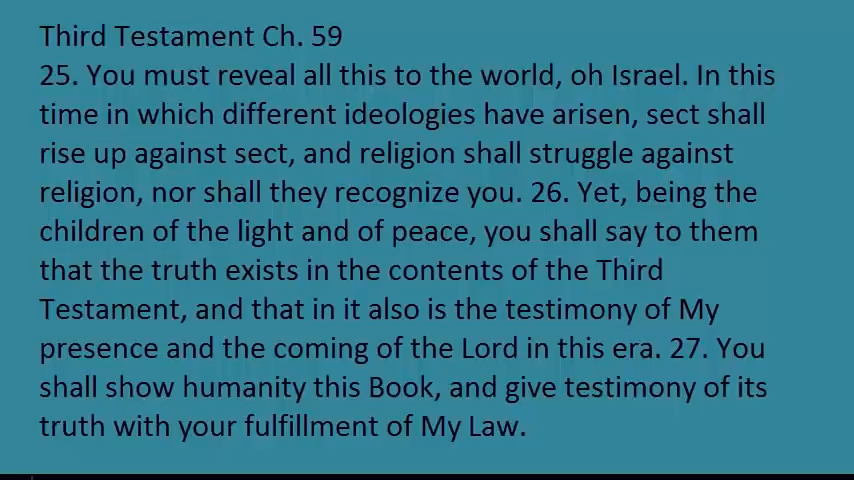 Third Testament Ch. 59
25. You must reveal all this to the world, oh Israel. In this
time in which different ideologies have arisen, sect shall
rise up against sect, and religion shall struggle against
religion, nor shall they recognize you. 26. Yet, being the
children of the light and of peace, you shall say to them
that the truth exists in the contents of the Third
Testament, and that in it also is the testimony of My
presence and the coming of the Lord in this era. 27. You
shall show humanity this Book, and give testimony of its
truth with your fulfillment of My Law.